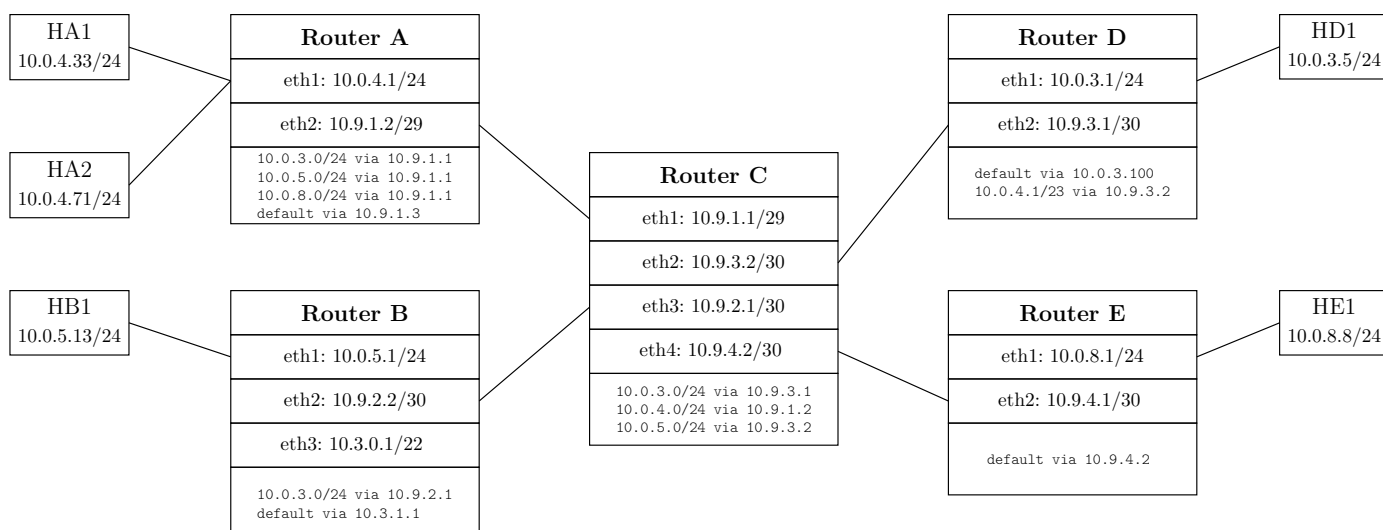 HA1
10.0.4.33/24
HA2
10.0.4.71/24
HB1
10.0.5.13/24
Router A
eth1: 10.0.4.1/24
eth2: 10.9.1.2/29
10.0.3.0/24 via 10.9.1.1
10.0.5.0/24 via 10.9.1.1
10.0.8.0/24 via 10.9.1.1
default via 10.9.1.3
Router B
eth1: 10.0.5.1/24
eth2: 10.9.2.2/30
eth3: 10.3.0.1/22
10.0.3.0/24 via 10.9.2.1
default via 10.3.1.1
Router C
eth1: 10.9.1.1/29
eth2: 10.9.3.2/30
eth3: 10.9.2.1/30
eth4: 10.9.4.2/30
10.0.3.0/24 via 10.9.3.1
10.0.4.0/24 via 10.9.1.2
10.0.5.0/24 via 10.9.3.2
Router D
eth1: 10.0.3.1/24
eth2: 10.9.3.1/30
default via 10.0.3.100
10.0.4.1/23 via 10.9.3.2
Router E
eth1: 10.0.8.1/24
eth2: 10.9.4.1/30
default via 10.9.4.2
HD1
10.0.3.5/24
HE1
10.0.8.8/24